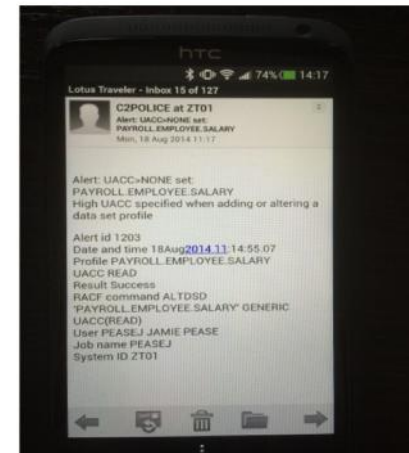 htc
74% 14:17
Lotus Traveler - Inbox 15 of 127
C2POLICE at ZT01
Alert: UACC>NONE set:
PAYROLL.EMPLOYEE.SALARY
Mon, 18 Aug 2014 11:17
Alert: UACC>NONE set:
PAYROLL.EMPLOYEE.SALARY
High UACC specified when adding or altering a
data set profile
Alert id 1203
Date and time 18Aug2014.11:14:55.07
Profile PAYROLL.EMPLOYEE.SALARY
UACC READ
Result Success
RACF command ALTDSD
'PAYROLL.EMPLOYEE.SALARY' GENERIC
UACC(READ)
User PEASEJ JAMIE PEASE
Job name PEASEJ
System ID ZT01